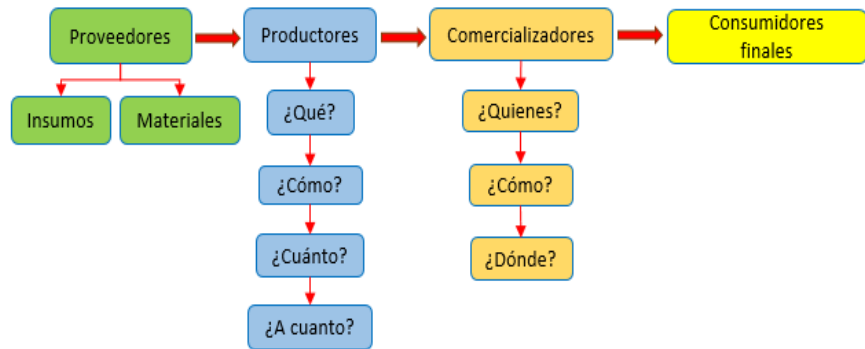 Proveedores
Productores
Comercializadores
Consumidores
finales
Insumos
Materiales
¿Qué?
¿Cómo?
¿Cuánto?
¿A cuanto?
¿Quienes?
¿Cómo?
¿Dónde?